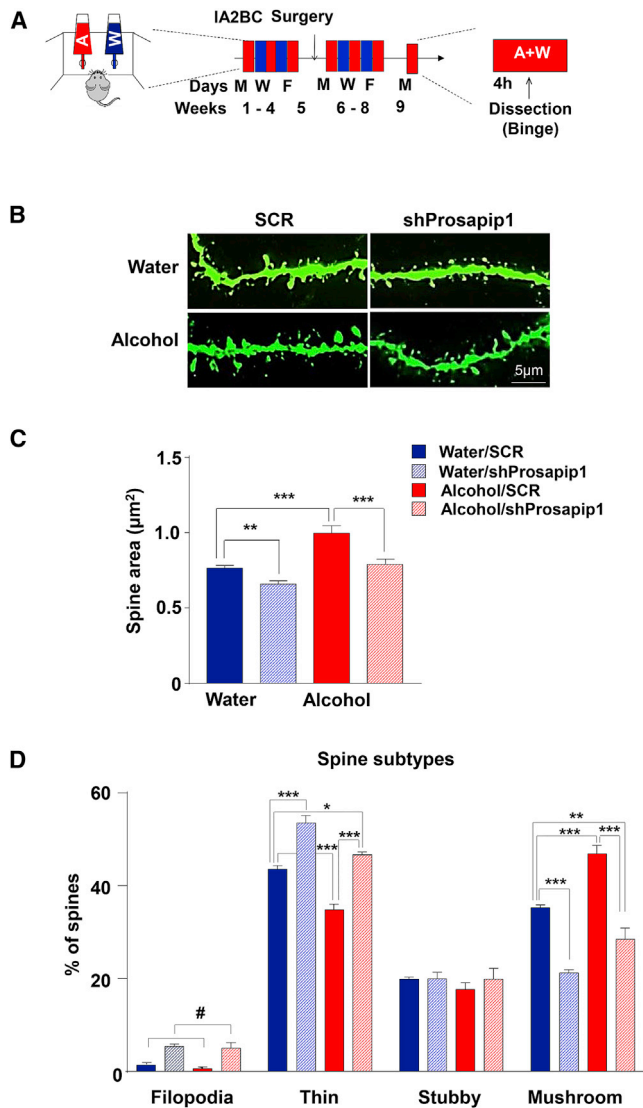 A
IA2BC Surgery
A W
A+W
Days M W F M W F M
4h
Weeks 1 - 4 5 6 - 8 9
Dissection
(Binge)
B
SCR shProsapip1
Water
Alcohol
5µm
C
Water/SCR
Water/shProsapip1
Alcohol/SCR
Alcohol/shProsapip1
Spine area (µm²)
1.5
1.0
0.5
0
*** ***
**
Water Alcohol
D
Spine subtypes
% of spines
60
40
20
0
#
*** * *** ***
** *** *** ***
Filopodia Thin Stubby Mushroom